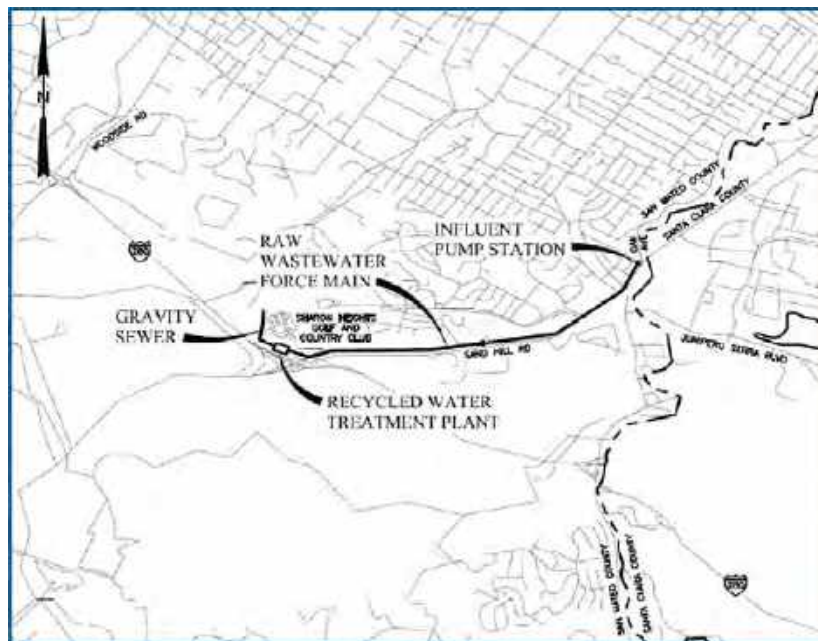 N
WOODSIDE RD
280
RAW
WASTEWATER
FORCE MAIN
INFLUENT
PUMP STATION
OAK
AVE
SAN MATEO COUNTY
SANTA CLARA COUNTY
GRAVITY
SEWER
SHARON HEIGHTS
GOLF AND
COUNTRY CLUB
SAND HILL RD
JUNIPERO SERRA BLVD
RECYCLED WATER
TREATMENT PLANT
280
SAN MATEO COUNTY
SANTA CLARA COUNTY